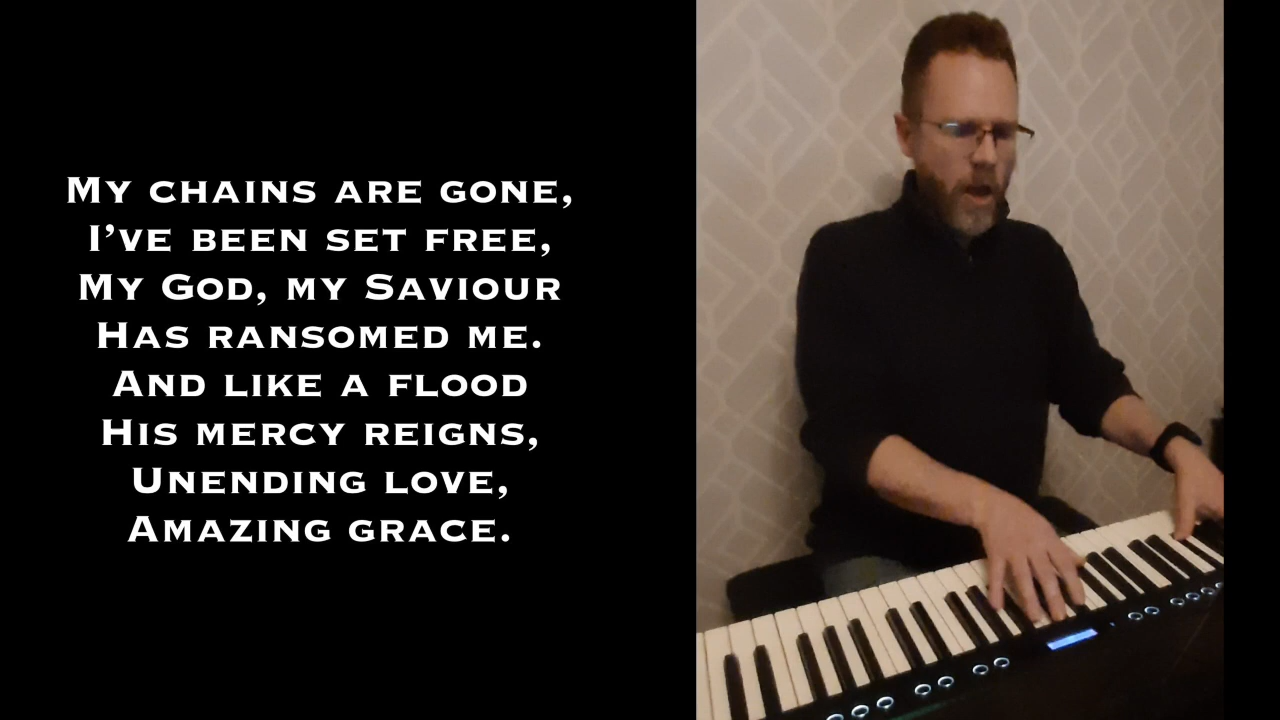 My chains are gone,
I've been set free,
My God, my Saviour
Has ransomed me.
And like a flood
His mercy reigns,
Unending love,
Amazing grace.